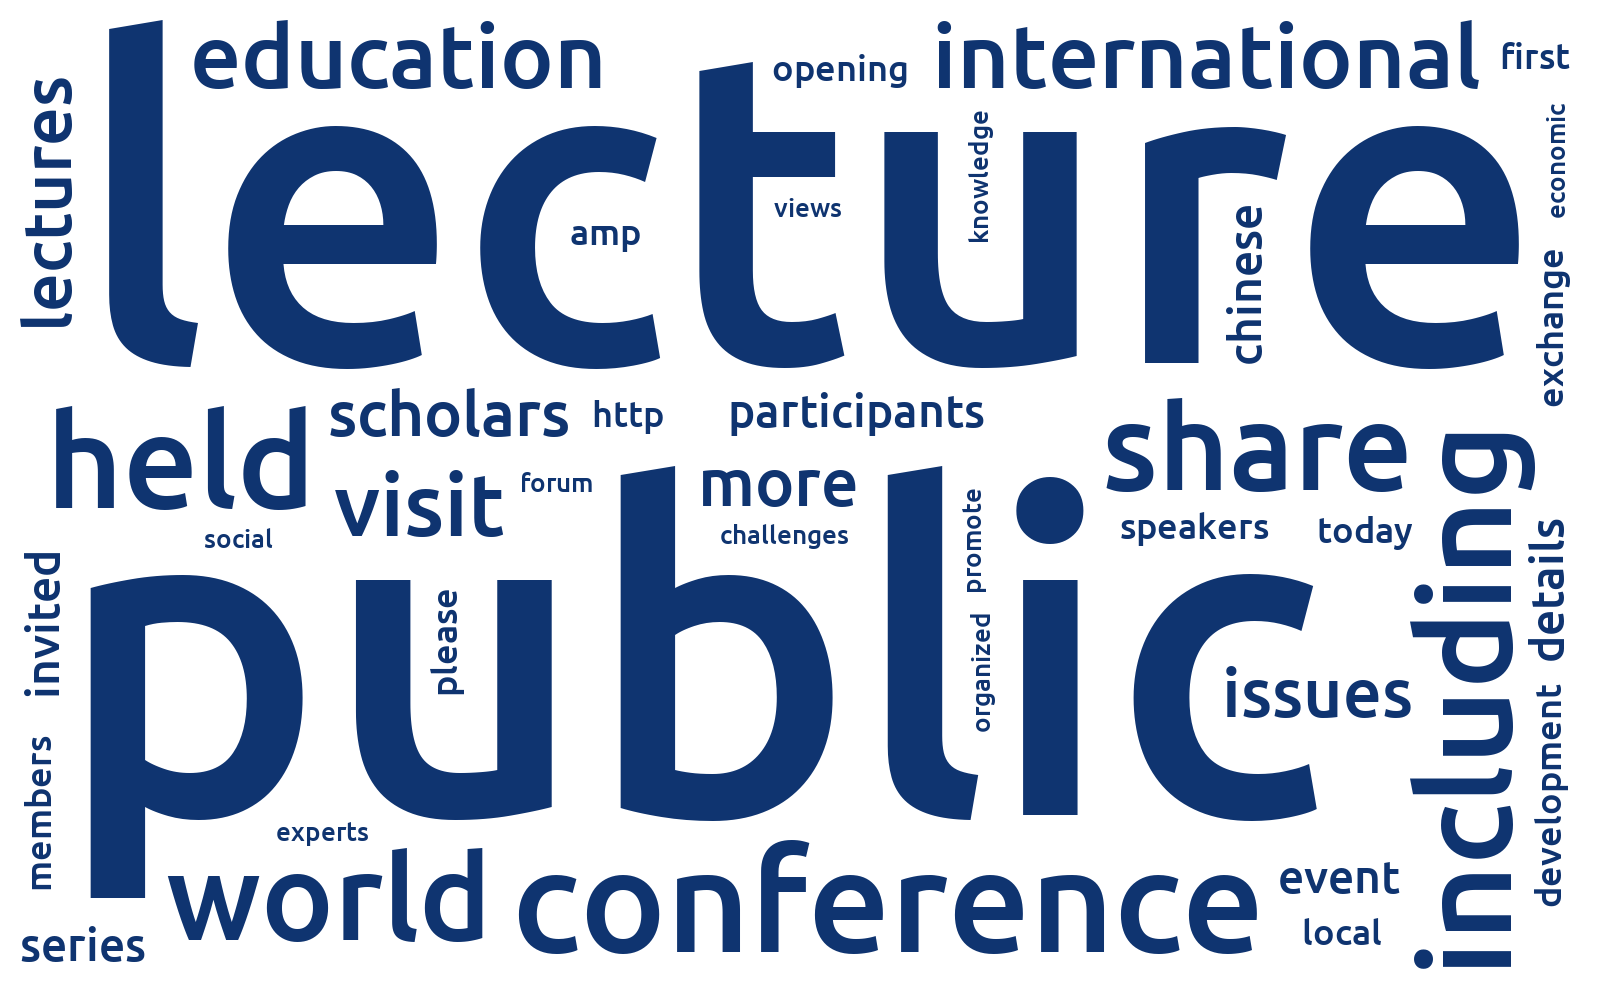 education
opening
international
first
lectures
lecture
knowledge
economic
views
amp
chinese
exchange
held
scholars
http
participants
share
including
visit
forum
more
social
challenges
promote
speakers
today
details
invited
public
please
organized
issues
members
development
experts
world
conference
event
local
series